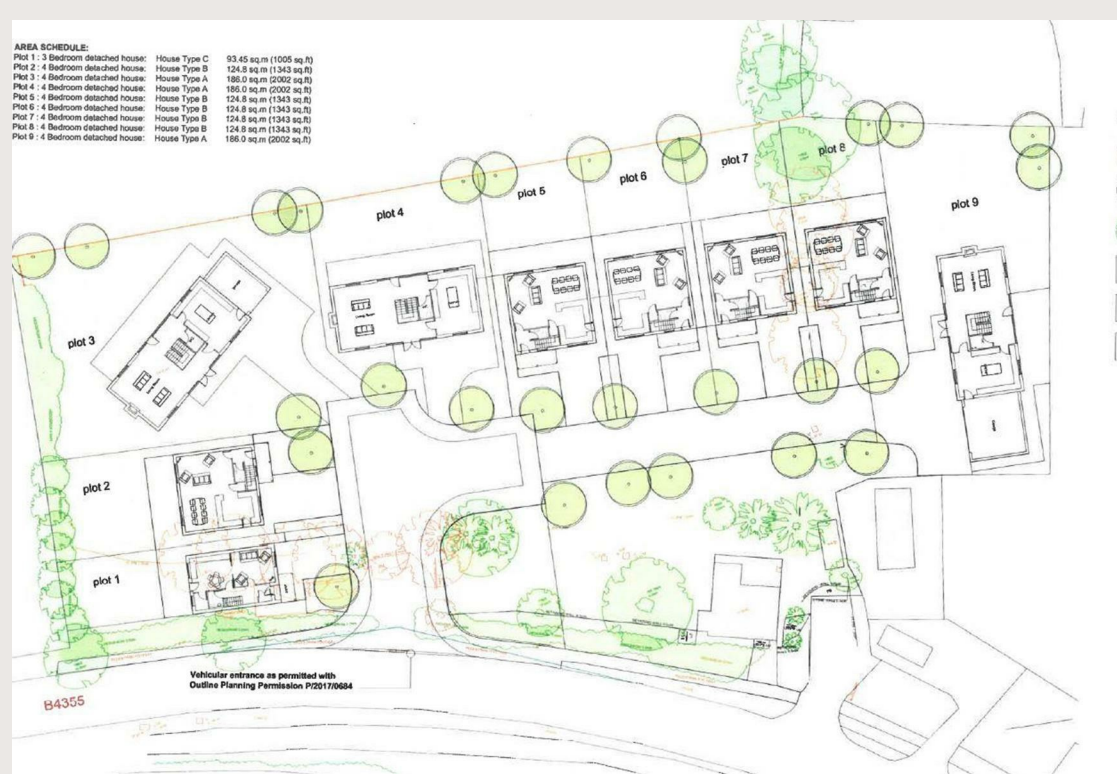 AREA SCHEDULE:
Plot 1 : 3 Bedroom detached house: House Type C 93.45 sq.m (1005 sq.ft)
Plot 2 : 4 Bedroom detached house: House Type B 124.8 sq.m (1343 sq.ft)
Plot 3 : 4 Bedroom detached house: House Type A 186.0 sq.m (2002 sq.ft)
Plot 4 : 4 Bedroom detached house: House Type A 186.0 sq.m (2002 sq.ft)
Plot 5 : 4 Bedroom detached house: House Type B 124.8 sq.m (1343 sq.ft)
Plot 6 : 4 Bedroom detached house: House Type B 124.8 sq.m (1343 sq.ft)
Plot 7 : 4 Bedroom detached house: House Type B 124.8 sq.m (1343 sq.ft)
Plot 8 : 4 Bedroom detached house: House Type B 124.8 sq.m (1343 sq.ft)
Plot 9 : 4 Bedroom detached house: House Type A 186.0 sq.m (2002 sq.ft)
plot 8
plot 7
plot 6
plot 5
plot 4
plot 9
plot 3
plot 2
plot 1
Vehicular entrance as permitted with
Outline Planning Permission P/2017/0684
B4355